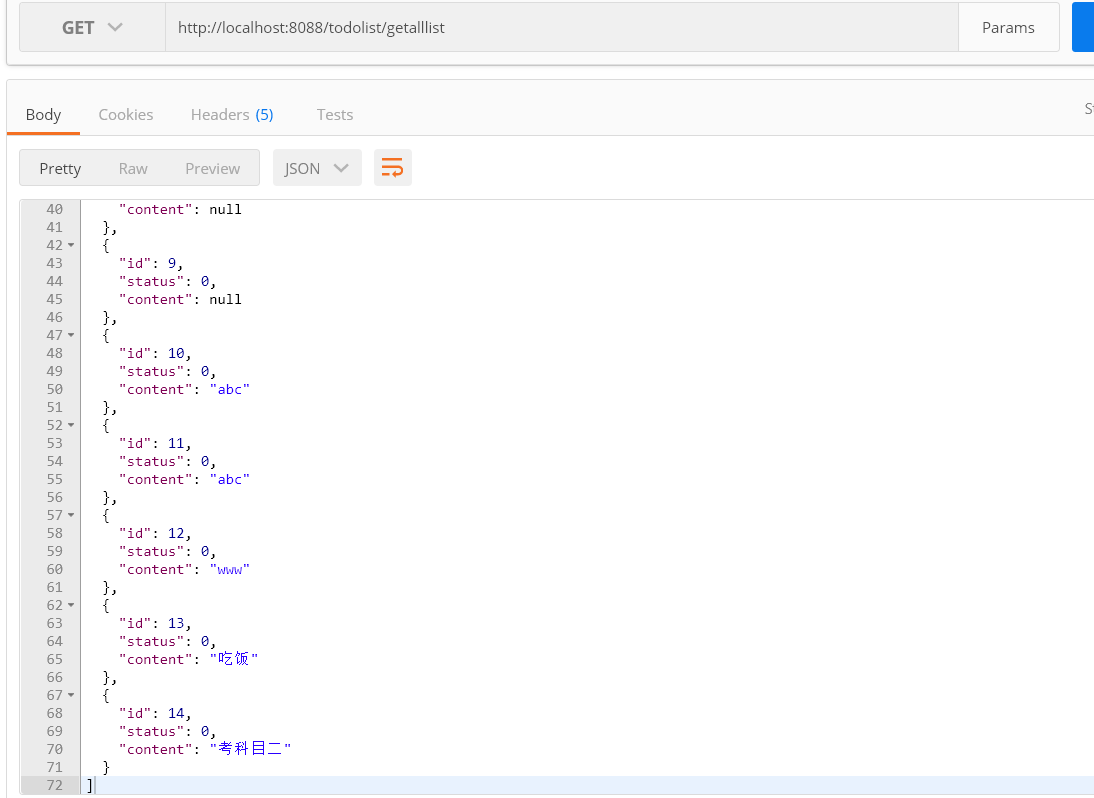 GET http://localhost:8088/todolist/getalllist Params
Body Cookies Headers (5) Tests
Pretty Raw Preview JSON
40 "content": null
41 },
42 {
43 "id": 9,
44 "status": 0,
45 "content": null
46 },
47 {
48 "id": 10,
49 "status": 0,
50 "content": "abc"
51 },
52 {
53 "id": 11,
54 "status": 0,
55 "content": "abc"
56 },
57 {
58 "id": 12,
59 "status": 0,
60 "content": "www"
61 },
62 {
63 "id": 13,
64 "status": 0,
65 "content": "吃饭"
66 },
67 {
68 "id": 14,
69 "status": 0,
70 "content": "考科目二"
71 }
72 ]